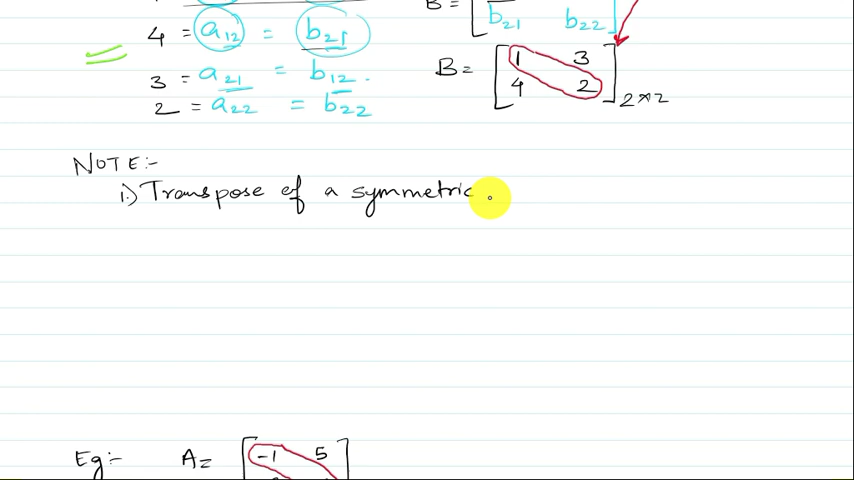 B =
b21 b22
4 = a12 = b21
3 = a21 = b12.
2 = a22 = b22
B = [1 3
4 2] 2×2
NOTE:-
i.) Transpose of a symmetric
Eg:- A= [-1 5]